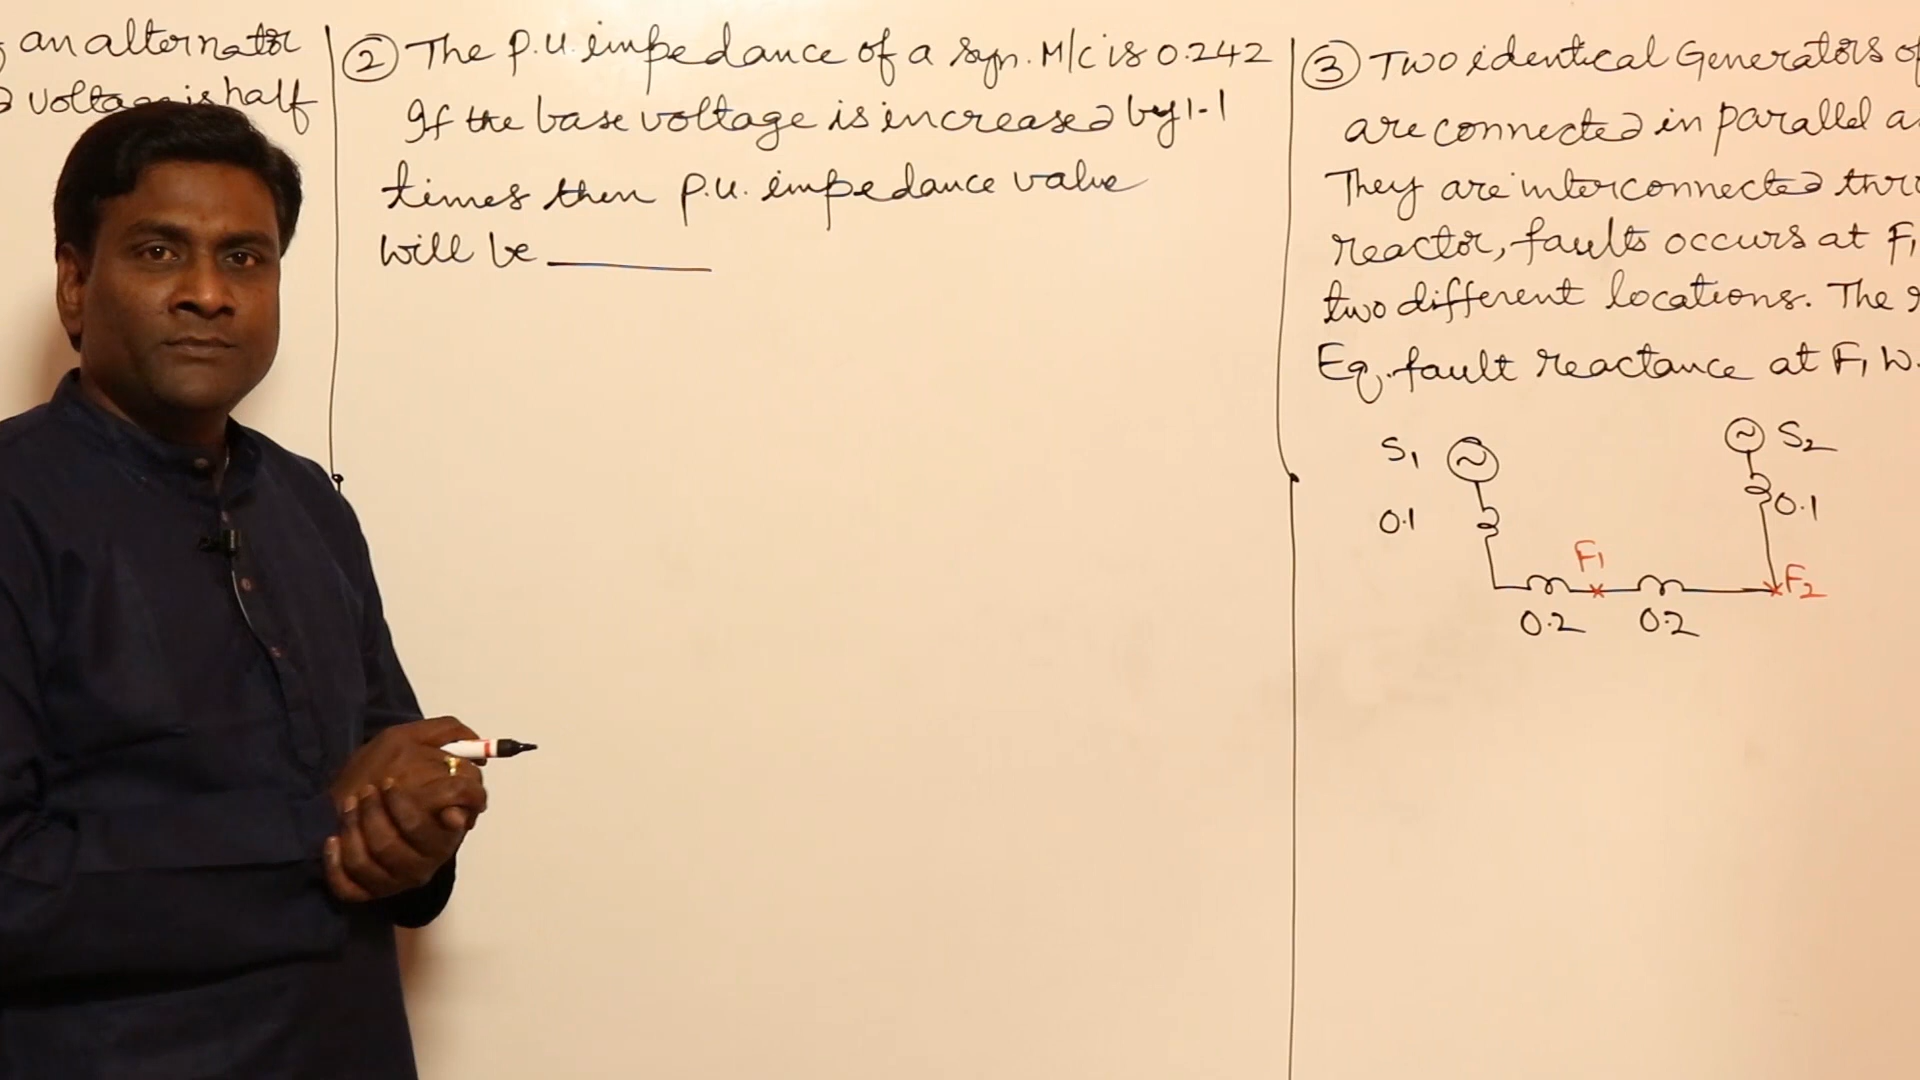 an alternator
voltage is half
② The p.u. impedance of a syn. M/c is 0.242
If the base voltage is increased by 1.1
times then p.u. impedance value
will be ______
③ Two identical Generators of
are connected in parallel
They are interconnected
reactor, faults occurs at F1
two different locations. The
Eq. fault reactance at F1
S1
S2
0.1
0.1
F1
F2
0.2 0.2